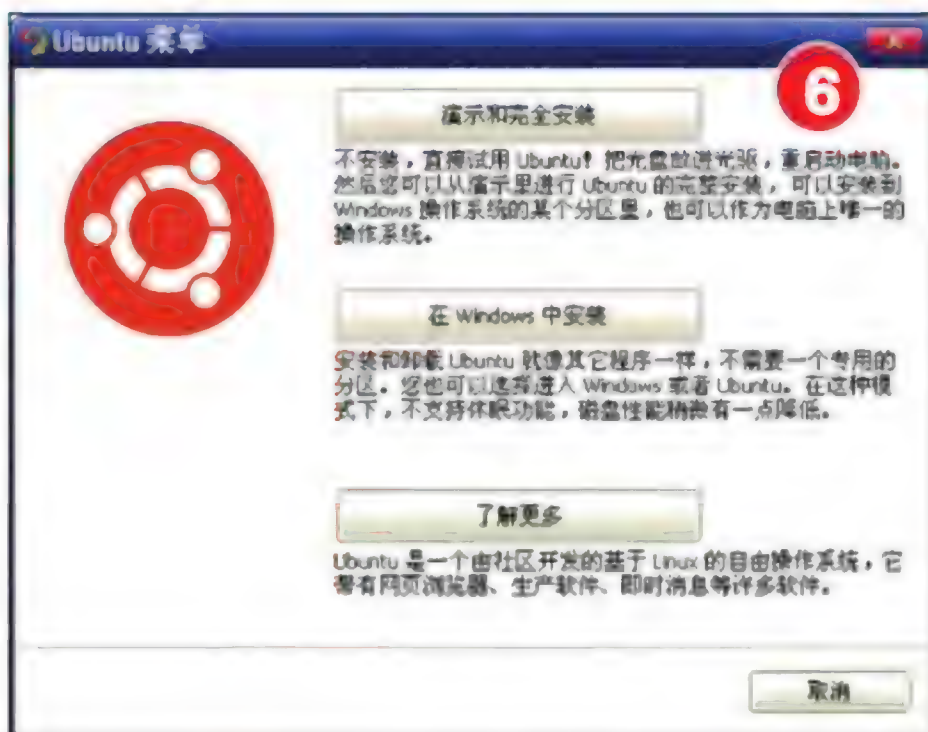 Ubuntu 菜单
6
演示和完全安装
不安装，直接试用 Ubuntu！把光盘放进光驱，重启动电脑。
然后您可以从演示里进行 Ubuntu 的完整安装，可以安装到
Windows 操作系统的某个分区里，也可以作为电脑上唯一的
操作系统。
在 Windows 中安装
安装和卸载 Ubuntu 就像其它程序一样，不需要一个专用的
分区。您也可以选择进入 Windows 或者 Ubuntu。在这种模
式下，不支持休眠功能，磁盘性能稍微有一点降低。
了解更多
Ubuntu 是一个由社区开发的基于 Linux 的自由操作系统，它
带有网页浏览器、生产软件、即时消息等许多软件。
取消